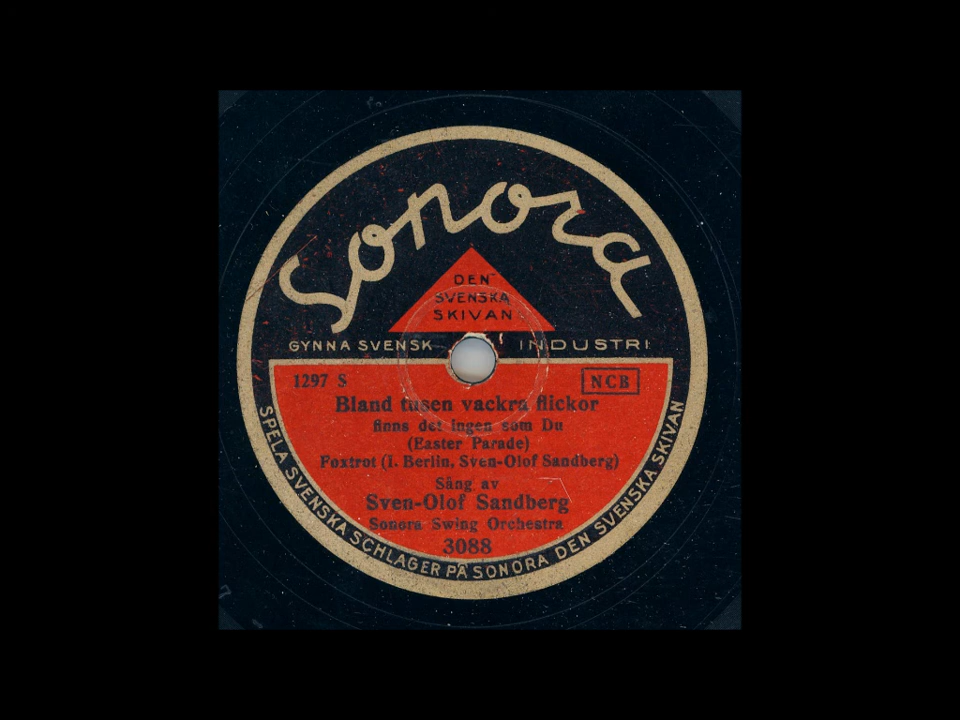 Sonora
DEN
SVENSKA
SKIVAN
GYNNA SVENSK INDUSTRI
1297 S NCB
Bland tusen vackra flickor
finns det ingen som Du
(Easter Parade)
Foxtrot (I. Berlin, Sven-Olof Sandberg)
Sång av
Sven-Olof Sandberg
Sonora Swing Orchestra
3088
SPELA SVENSKA SCHLAGER PÅ SONORA DEN SVENSKA SKIVAN